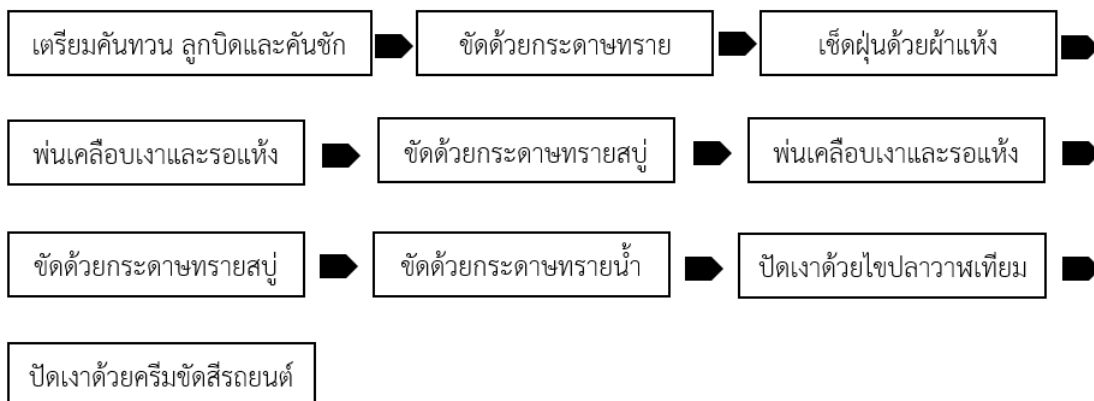 เตรียมคันทวน ลูกบิดและคันชัก
ขัดด้วยกระดาษทราย
เช็ดฝุ่นด้วยผ้าแห้ง
พ่นเคลือบเงาและรอแห้ง
ขัดด้วยกระดาษทรายสบู่
พ่นเคลือบเงาและรอแห้ง
ขัดด้วยกระดาษทรายสบู่
ขัดด้วยกระดาษทรายน้ำ
ปัดเงาด้วยไขปลาวาฬเทียม
ปัดเงาด้วยครีมขัดสีรถยนต์